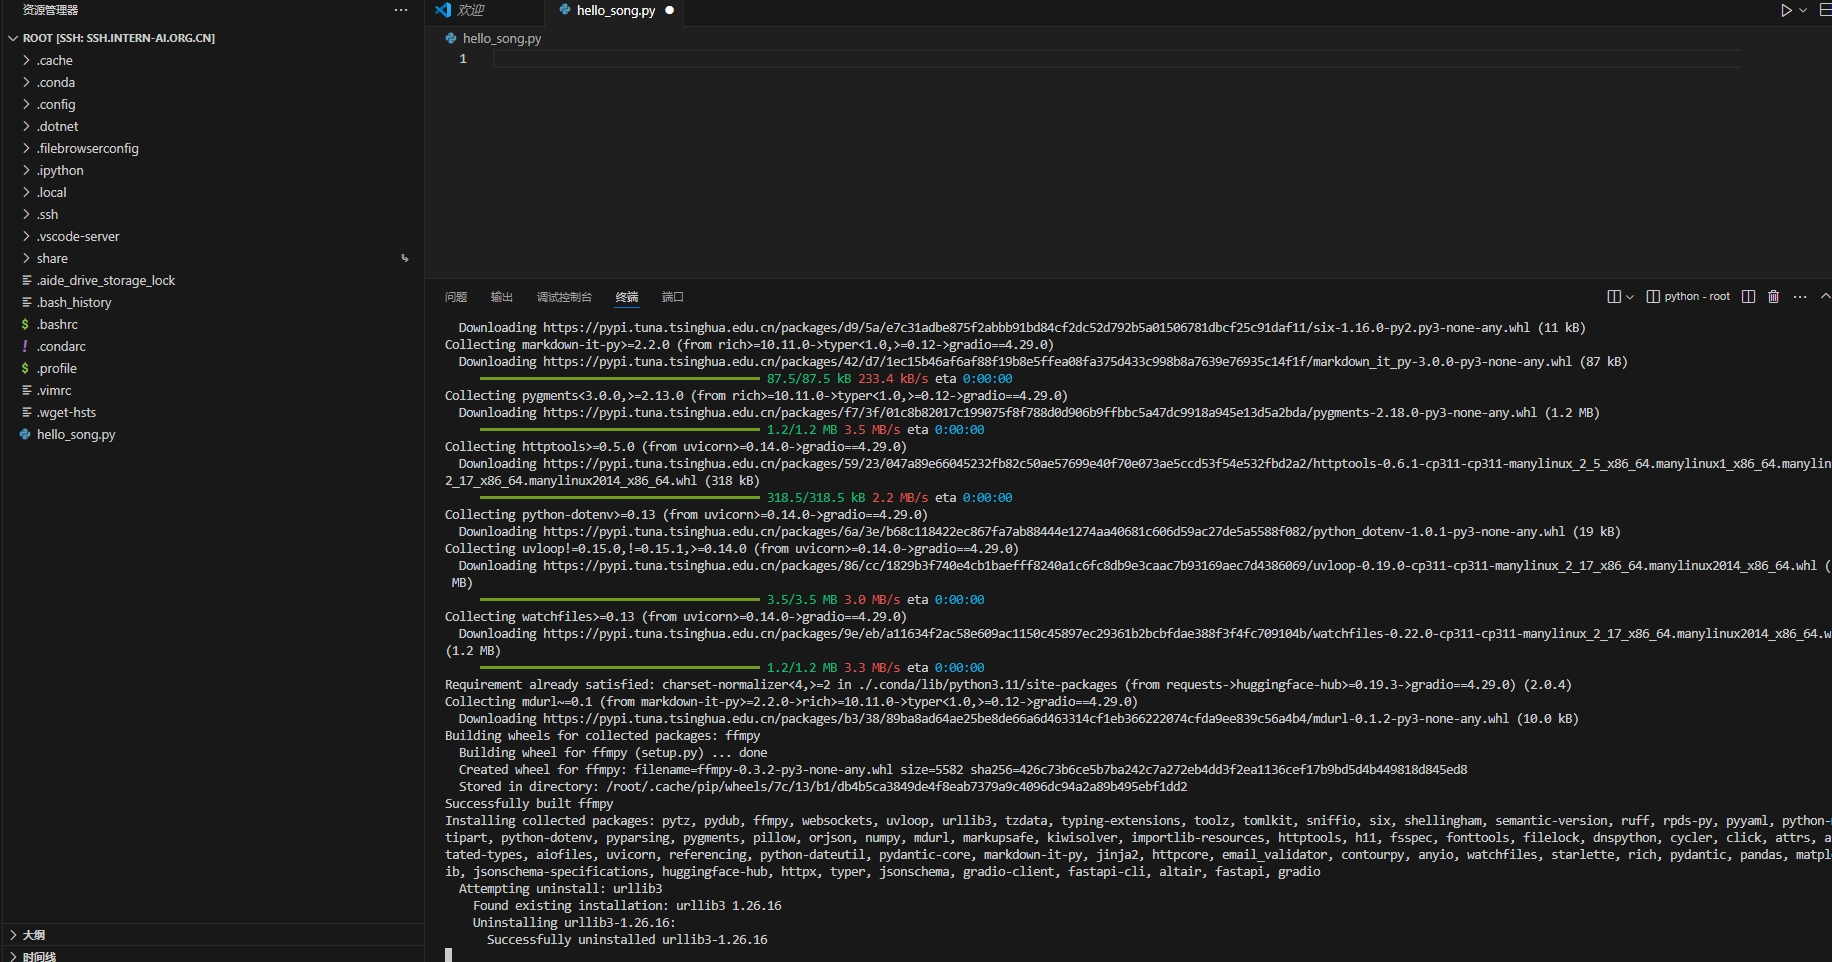 资源管理器
ROOT [SSH: SSH.INTERN-AI.ORG.CN]
.cache
.conda
.config
.dotnet
.filebrowserconfig
.ipython
.local
.ssh
.vscode-server
share
.aide_drive_storage_lock
.bash_history
.bashrc
.condarc
.profile
.vimrc
.wget-hsts
hello_song.py
大纲
时间线
欢迎
hello_song.py
hello_song.py
1
问题 输出 调试控制台 终端 端口
python - root
Downloading https://pypi.tuna.tsinghua.edu.cn/packages/d9/5a/e7c31adbe875f2abbb91bd84cf2dc52d792b5a01506781dbcf25c91daf11/six-1.16.0-py2.py3-none-any.whl (11 kB)
Collecting markdown-it-py>=2.2.0 (from rich>=10.11.0->typer<1.0,>=0.12->gradio==4.29.0)
Downloading https://pypi.tuna.tsinghua.edu.cn/packages/42/d7/1ec15b46af6af88f19b8e5ffea08fa375d433c998b8a7639e76935c14f1f/markdown_it_py-3.0.0-py3-none-any.whl (87 kB)
87.5/87.5 kB 233.4 kB/s eta 0:00:00
Collecting pygments<3.0.0,>=2.13.0 (from rich>=10.11.0->typer<1.0,>=0.12->gradio==4.29.0)
Downloading https://pypi.tuna.tsinghua.edu.cn/packages/f7/3f/01c8b82017c199075f8f788d0d906b9ffbbc5a47dc9918a945e13d5a2bda/pygments-2.18.0-py3-none-any.whl (1.2 MB)
1.2/1.2 MB 3.5 MB/s eta 0:00:00
Collecting httptools>=0.5.0 (from uvicorn>=0.14.0->gradio==4.29.0)
Downloading https://pypi.tuna.tsinghua.edu.cn/packages/59/23/047a89e66045232fb82c50ae57699e40f70e073ae5ccd53f54e532fbd2a2/httptools-0.6.1-cp311-cp311-manylinux_2_5_x86_64.manylinux1_x86_64.manylin
2_17_x86_64.manylinux2014_x86_64.whl (318 kB)
318.5/318.5 kB 2.2 MB/s eta 0:00:00
Collecting python-dotenv>=0.13 (from uvicorn>=0.14.0->gradio==4.29.0)
Downloading https://pypi.tuna.tsinghua.edu.cn/packages/6a/3e/b68c118422ec867fa7ab88444e1274aa40681c606d59ac27de5a5588f082/python_dotenv-1.0.1-py3-none-any.whl (19 kB)
Collecting uvloop!=0.15.0,!=0.15.1,>=0.14.0 (from uvicorn>=0.14.0->gradio==4.29.0)
Downloading https://pypi.tuna.tsinghua.edu.cn/packages/86/cc/1829b3f740e4cb1baefff8240a1c6fc8db9e3caac7b93169aec7d4386069/uvloop-0.19.0-cp311-cp311-manylinux_2_17_x86_64.manylinux2014_x86_64.whl (
MB)
3.5/3.5 MB 3.0 MB/s eta 0:00:00
Collecting watchfiles>=0.13 (from uvicorn>=0.14.0->gradio==4.29.0)
Downloading https://pypi.tuna.tsinghua.edu.cn/packages/9e/eb/a11634f2ac58e609ac1150c45897ec29361b2bcbfdae388f3f4fc709104b/watchfiles-0.22.0-cp311-cp311-manylinux_2_17_x86_64.manylinux2014_x86_64.w
(1.2 MB)
1.2/1.2 MB 3.3 MB/s eta 0:00:00
Requirement already satisfied: charset-normalizer<4,>=2 in ./.conda/lib/python3.11/site-packages (from requests->huggingface-hub>=0.19.3->gradio==4.29.0) (2.0.4)
Collecting mdurl~=0.1 (from markdown-it-py>=2.2.0->rich>=10.11.0->typer<1.0,>=0.12->gradio==4.29.0)
Downloading https://pypi.tuna.tsinghua.edu.cn/packages/b3/38/89ba8ad64ae25be8de66a6d463314cf1eb366222074cfda9ee839c56a4b4/mdurl-0.1.2-py3-none-any.whl (10.0 kB)
Building wheels for collected packages: ffmpy
Building wheel for ffmpy (setup.py) ... done
Created wheel for ffmpy: filename=ffmpy-0.3.2-py3-none-any.whl size=5582 sha256=426c73b6ce5b7ba242c7a272eb4dd3f2ea1136cef17b9bd5d4b449818d845ed8
Stored in directory: /root/.cache/pip/wheels/7c/13/b1/db4b5ca3849de4f8eab7379a9c4096dc94a2a89b495ebf1dd2
Successfully built ffmpy
Installing collected packages: pytz, pydub, ffmpy, websockets, uvloop, urllib3, tzdata, typing-extensions, toolz, tomlkit, sniffio, six, shellingham, semantic-version, ruff, rpds-py, pyyaml, python-
tipart, python-dotenv, pyparsing, pygments, pillow, orjson, numpy, mdurl, markupsafe, kiwisolver, importlib-resources, httptools, h11, fsspec, fonttools, filelock, dnspython, cycler, click, attrs, a
tated-types, aiofiles, uvicorn, referencing, python-dateutil, pydantic-core, markdown-it-py, jinja2, httpcore, email_validator, contourpy, anyio, watchfiles, starlette, rich, pydantic, pandas, matpl
ib, jsonschema-specifications, huggingface-hub, httpx, typer, jsonschema, gradio-client, fastapi-cli, altair, fastapi, gradio
Attempting uninstall: urllib3
Found existing installation: urllib3 1.26.16
Uninstalling urllib3-1.26.16:
Successfully uninstalled urllib3-1.26.16